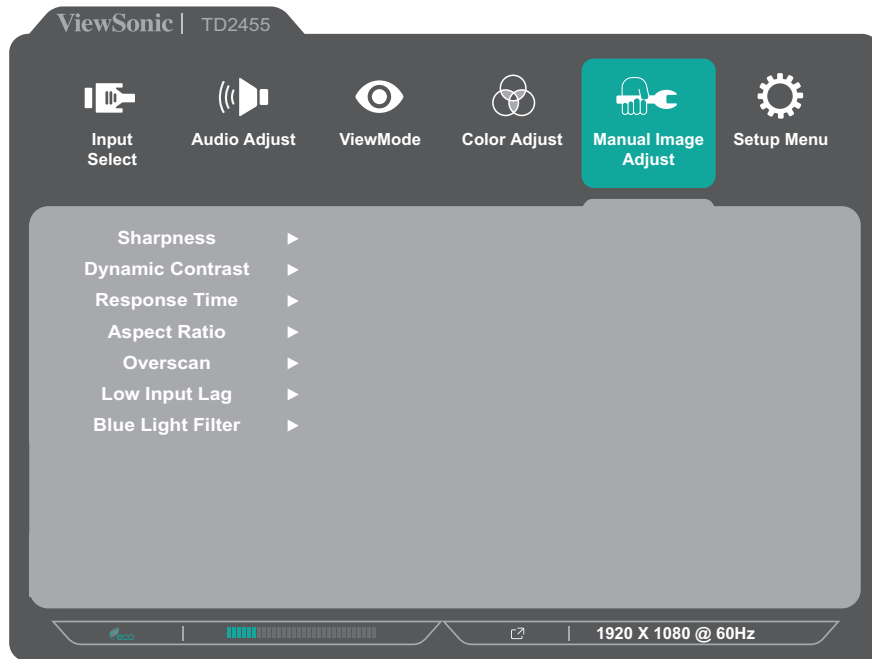 ViewSonic | TD2455
Input
Select
Audio Adjust
ViewMode
Color Adjust
Manual Image
Adjust
Setup Menu
Sharpness
Dynamic Contrast
Response Time
Aspect Ratio
Overscan
Low Input Lag
Blue Light Filter
eco
1920 X 1080 @ 60Hz